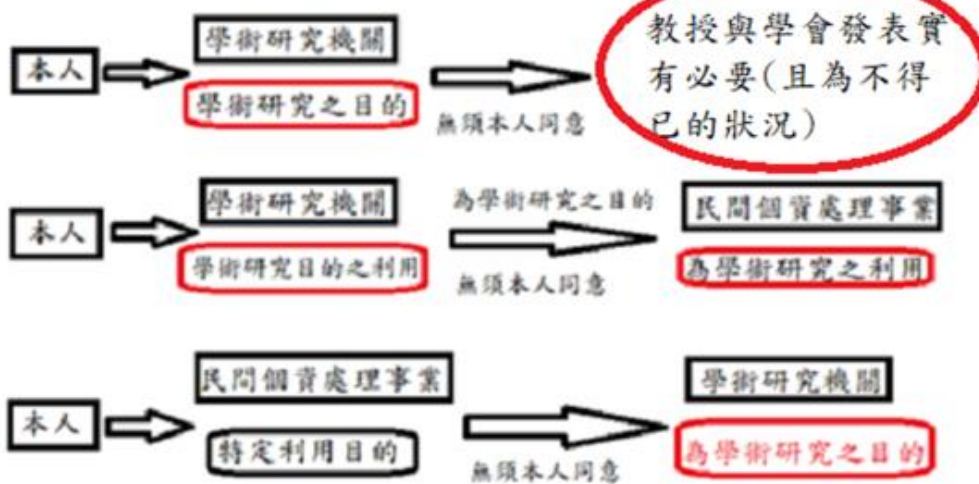 學術研究機關
本人
學術研究之目的
無須本人同意
教授與學會發表實
有必要(且為不得
已的狀況)
學術研究機關
本人
學術研究目的之利用
為學術研究之目的
無須本人同意
民間個資處理事業
為學術研究之利用
民間個資處理事業
本人
特定利用目的
無須本人同意
學術研究機關
為學術研究之目的